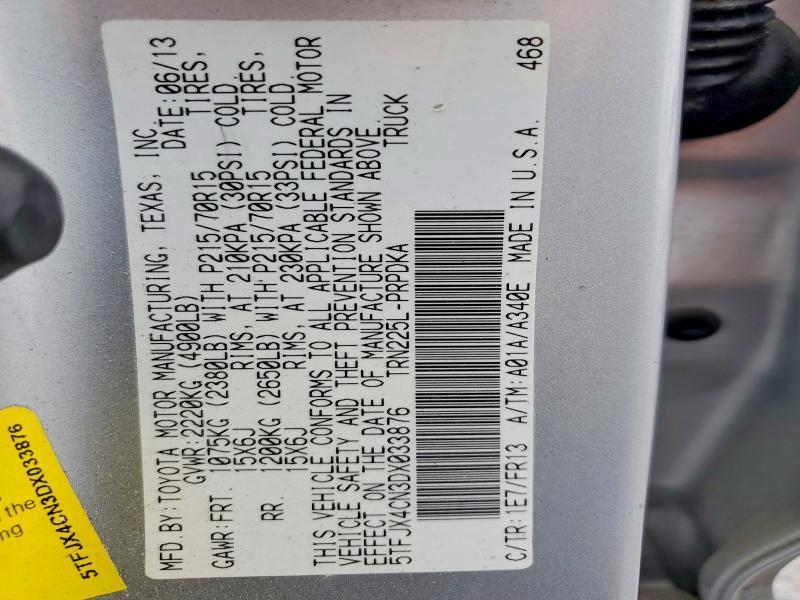 MFD.BY:TOYOTA MOTOR MANUFACTURING, TEXAS, INC.
GVWR:2220KG (4900LB) DATE:06/13
GAWR:FRT. 1075KG (2380LB) WITH P215/70R15 TIRES,
15X6J RIMS, AT 210KPA (30PSI) COLD
RR. 1200KG (2650LB) WITH P215/70R15 TIRES,
15X6J RIMS, AT 230KPA (33PSI) COLD
THIS VEHICLE CONFORMS TO ALL APPLICABLE FEDERAL MOTOR
VEHICLE SAFETY AND THEFT PREVENTION STANDARDS IN
EFFECT ON THE DATE OF MANUFACTURE SHOWN ABOVE.
5TFJX4CN3DX033876 TRN225L-PRPDKA TRUCK
C/TR:1E7/FR13 A/TM:A01A/A340E MADE IN U.S.A. 468
5TFJX4CN3DX033876
the